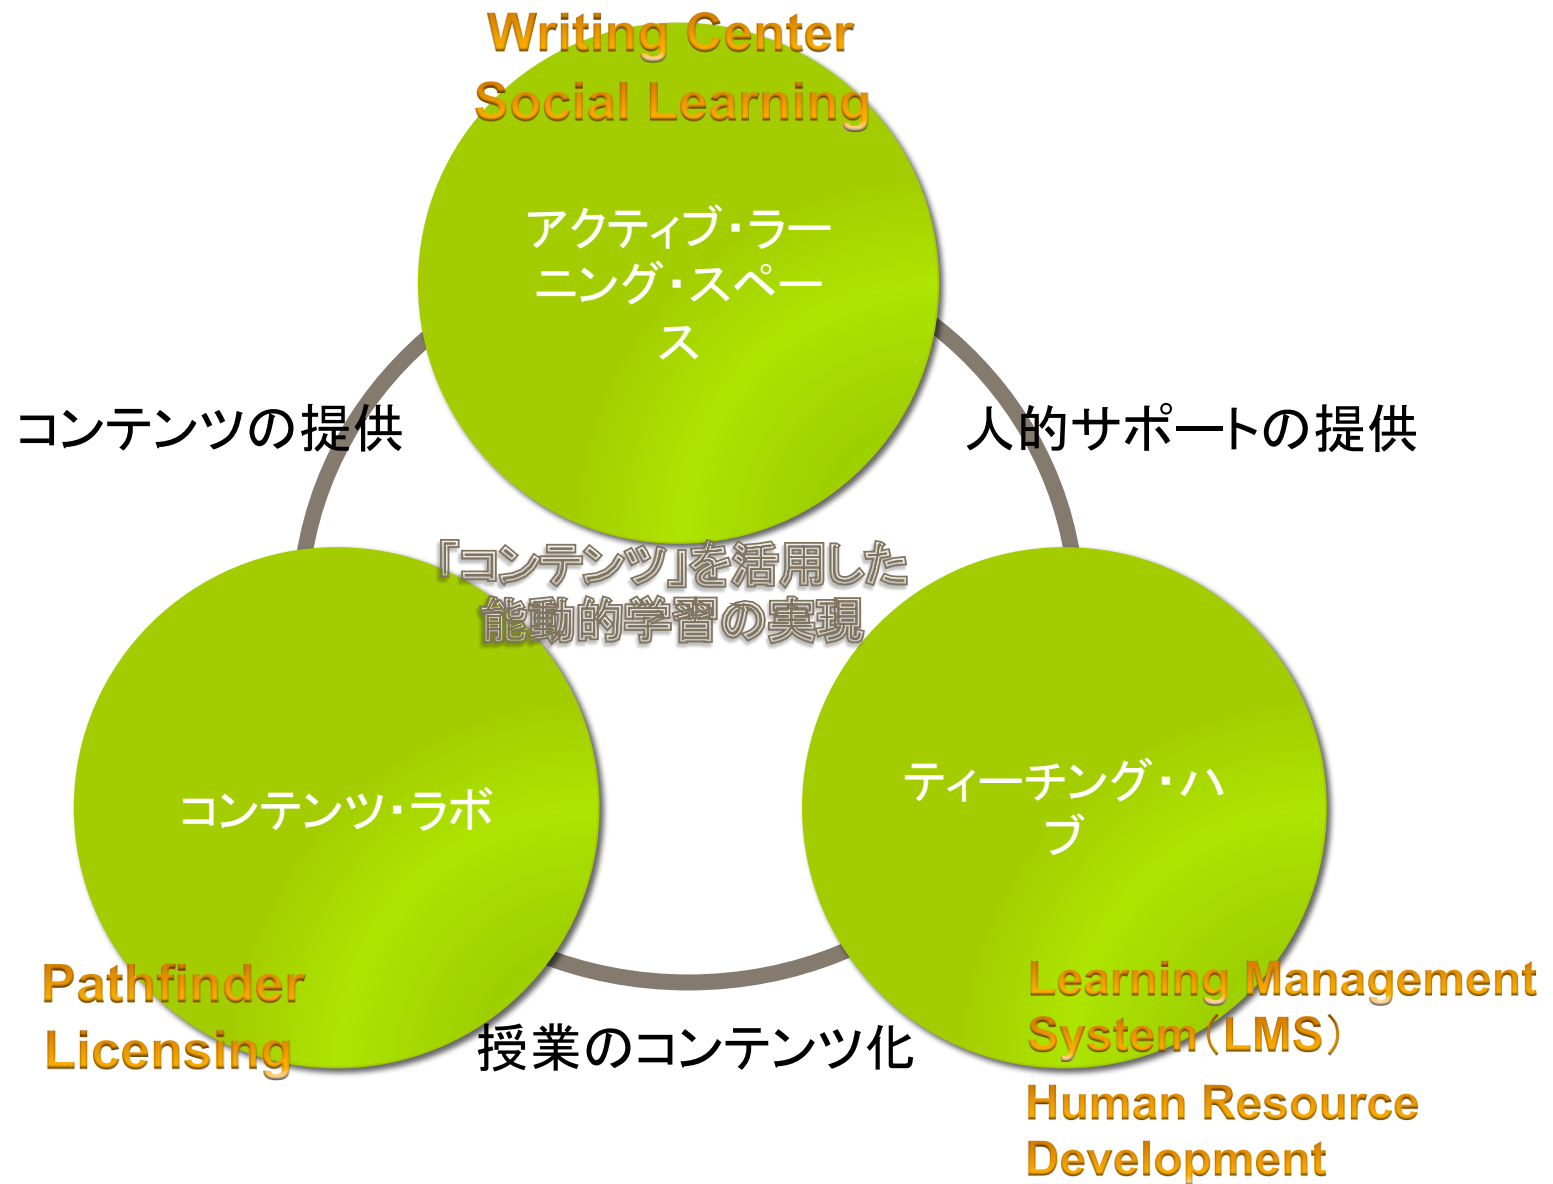 Writing Center
Social Learning
アクティブ・ラー
ニング・スペー
ス
コンテンツの提供
人的サポートの提供
「コンテンツ」を活用した
能動的学習の実現
コンテンツ・ラボ
ティーチング・ハ
ブ
Pathfinder
Licensing
授業のコンテンツ化
Learning Management
System（LMS）
Human Resource
Development